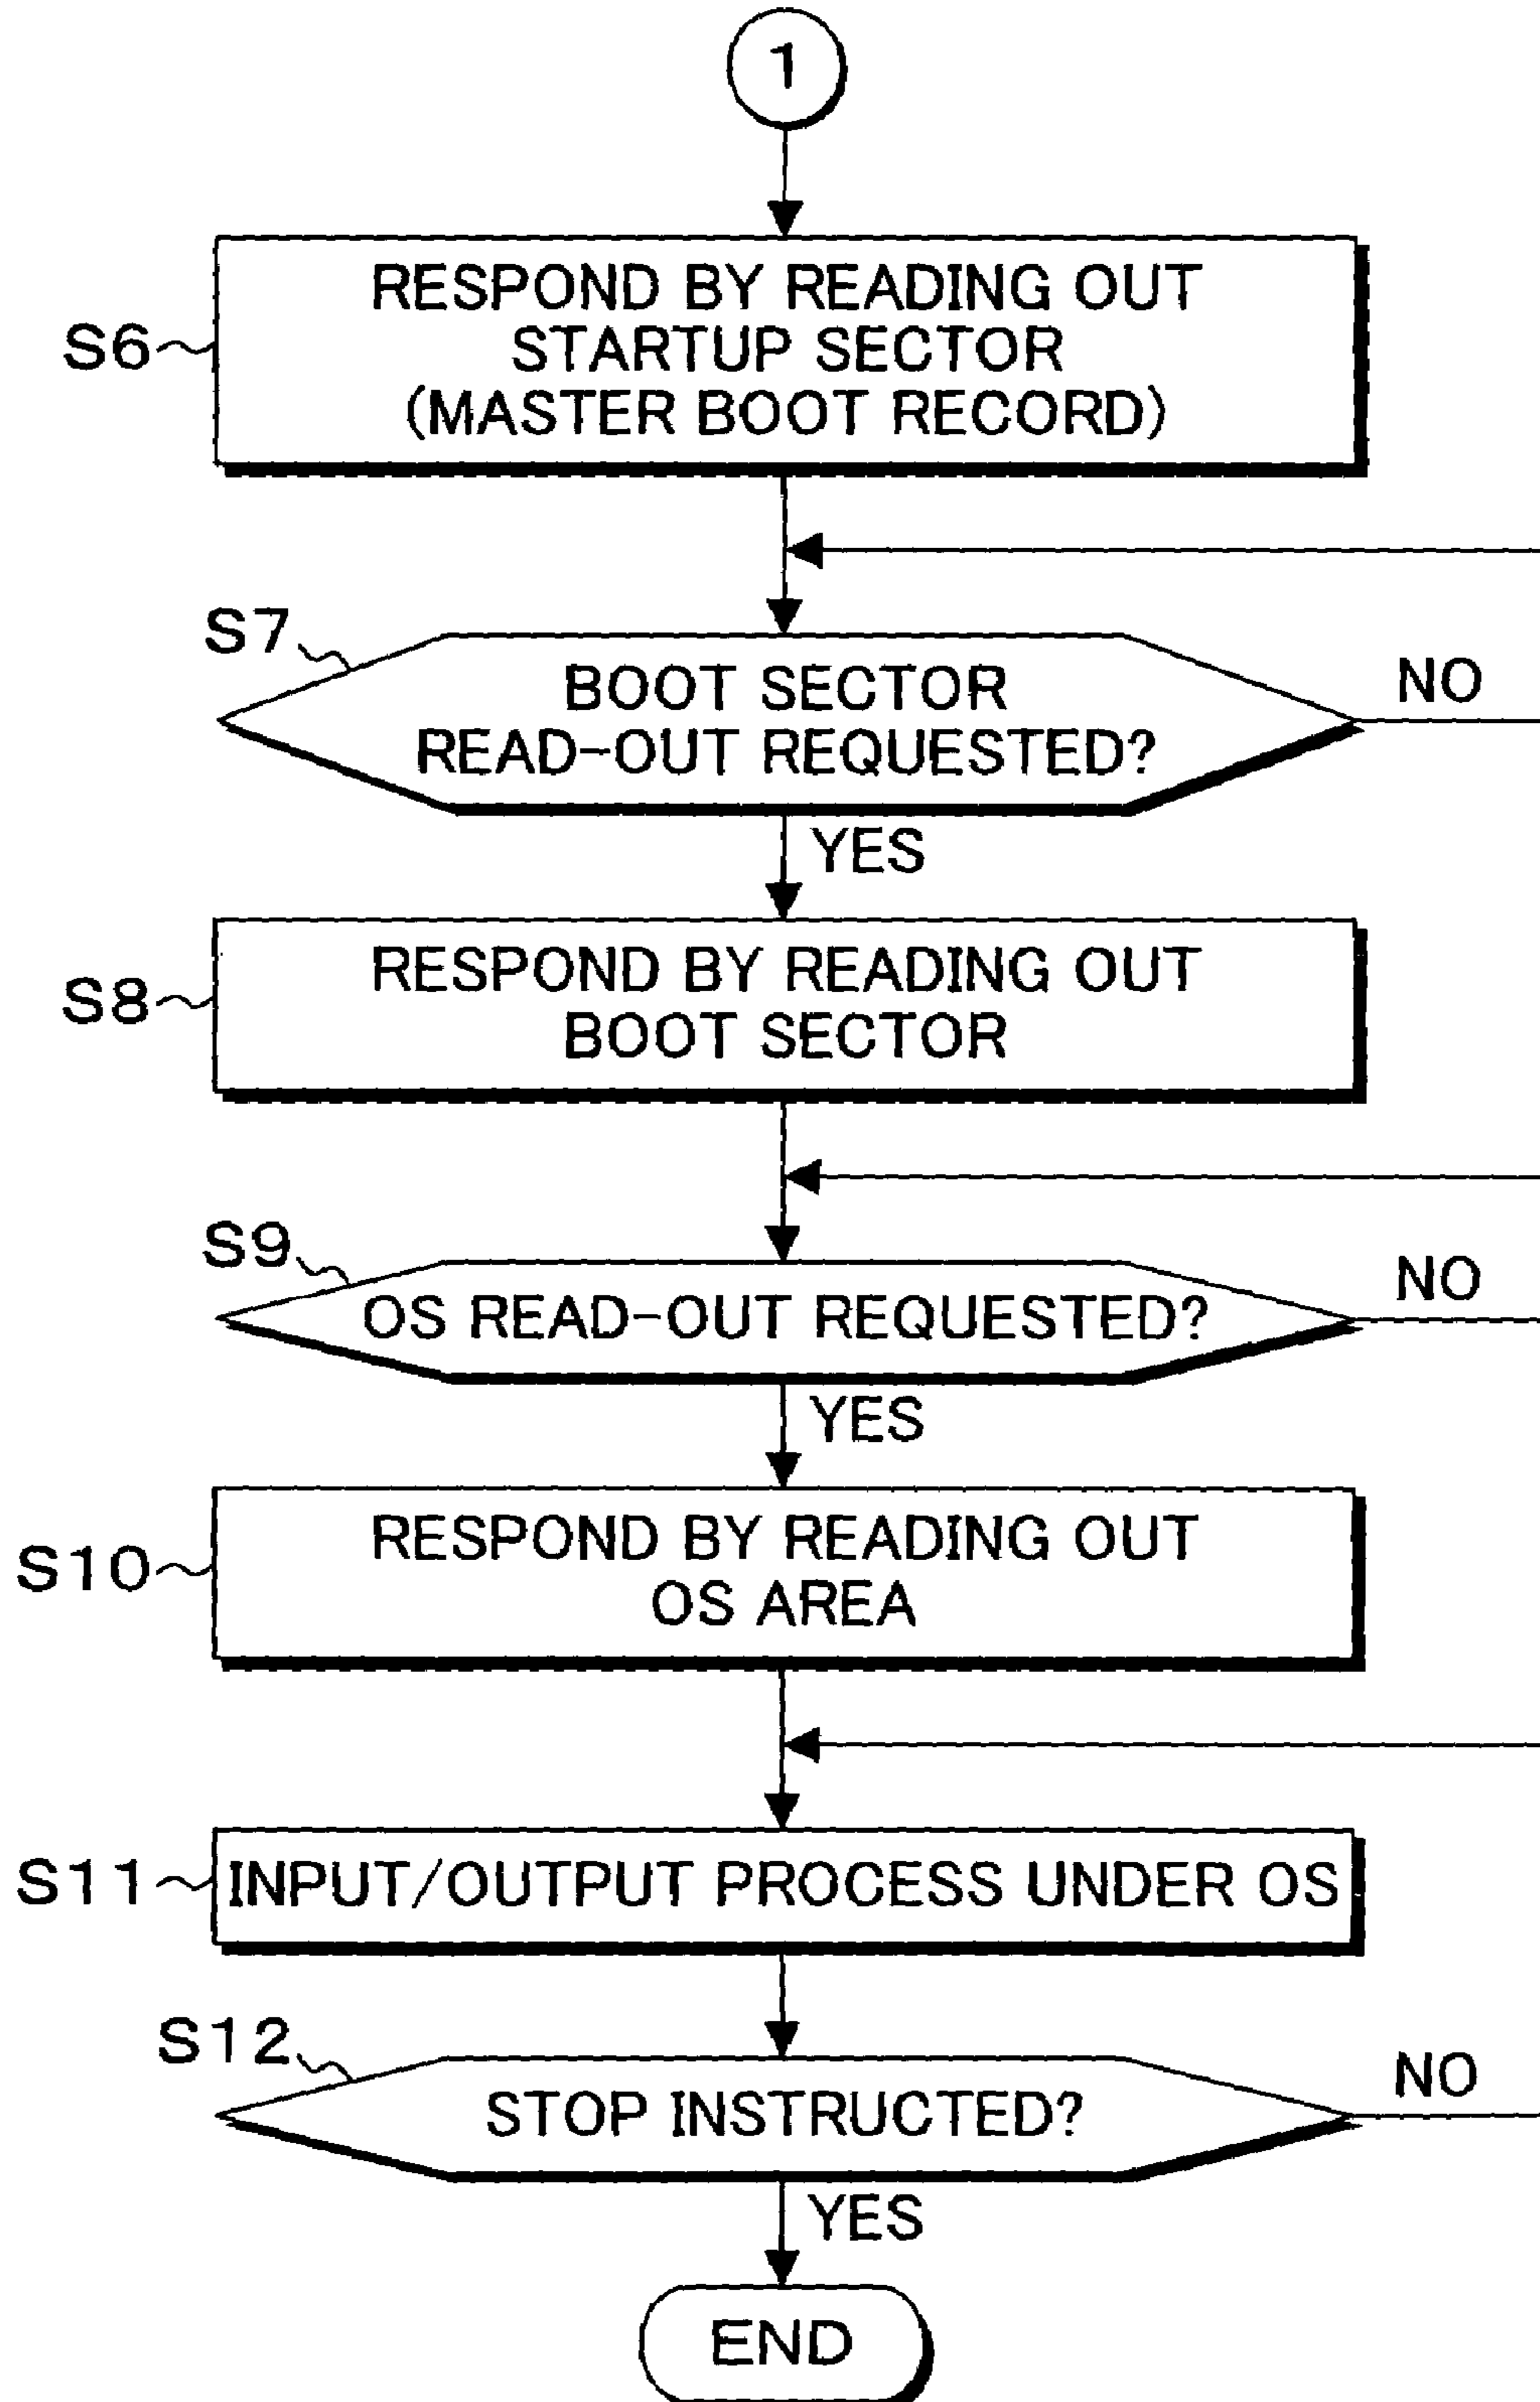 1
S6
RESPOND BY READING OUT
STARTUP SECTOR
(MASTER BOOT RECORD)
S7
BOOT SECTOR
READ-OUT REQUESTED?
NO
YES
S8
RESPOND BY READING OUT
BOOT SECTOR
S9
OS READ-OUT REQUESTED?
NO
YES
S10
RESPOND BY READING OUT
OS AREA
S11
INPUT/OUTPUT PROCESS UNDER OS
S12
STOP INSTRUCTED?
NO
YES
END